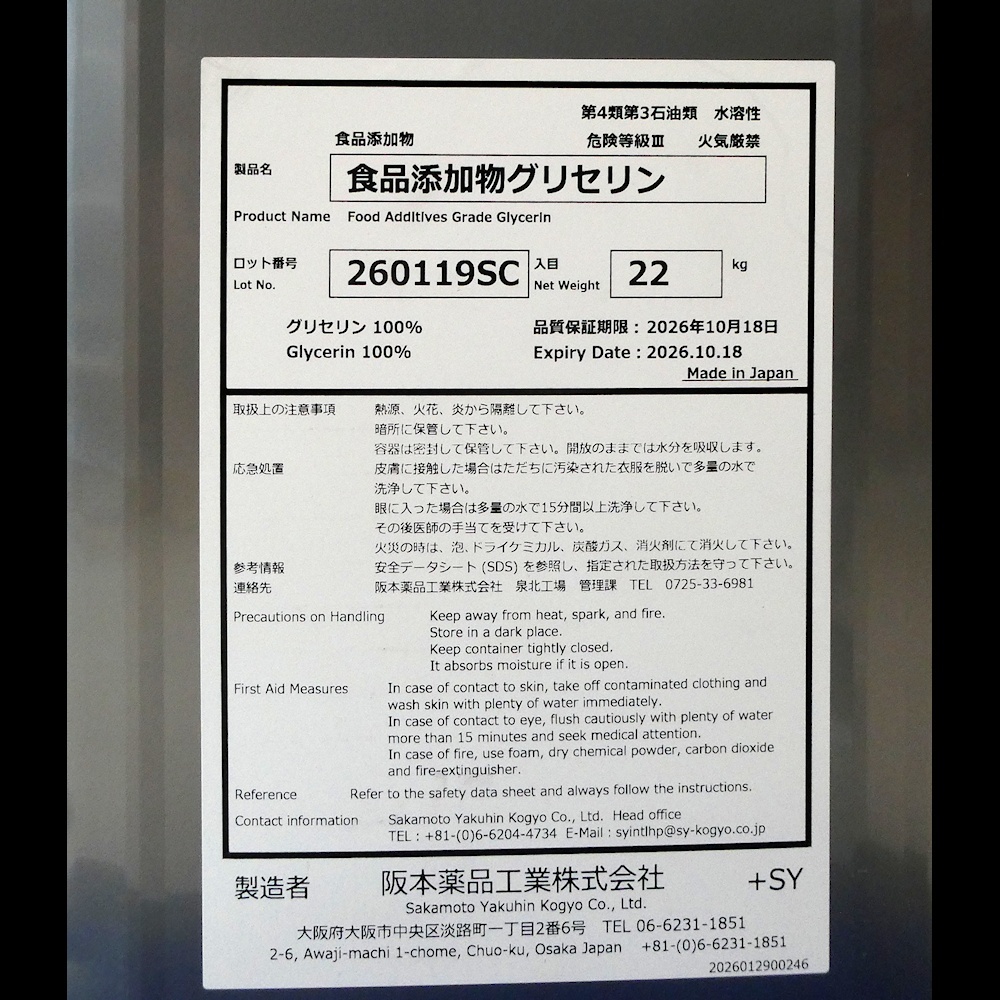 第4類第3石油類 水溶性
食品添加物 危険等級Ⅲ 火気厳禁
製品名 食品添加物グリセリン
Product Name Food Additives Grade Glycerin
ロット番号 260119SC 入目 22 kg
Lot No. Net Weight
グリセリン 100% 品質保証期限:2026年10月18日
Glycerin 100% Expiry Date : 2026.10.18
Made in Japan
取扱上の注意事項 熱源、火花、炎から隔離して下さい。
暗所に保管して下さい。
容器は密封して保管して下さい。開放のままでは水分を吸収します。
応急処置 皮膚に接触した場合はただちに汚染された衣服を脱いで多量の水で
洗浄して下さい。
眼に入った場合は多量の水で15分間以上洗浄して下さい。
その後医師の手当てを受けて下さい。
火災の時は、泡、ドライケミカル、炭酸ガス、消火剤にて消火して下さい。
参考情報 安全データシート (SDS) を参照し、指定された取扱方法を守って下さい。
連絡先 阪本薬品工業株式会社 泉北工場 管理課 TEL 0725-33-6981
Precautions on Handling Keep away from heat, spark, and fire.
Store in a dark place.
Keep container tightly closed.
It absorbs moisture if it is open.
First Aid Measures In case of contact to skin, take off contaminated clothing and
wash skin with plenty of water immediately.
In case of contact to eye, flush cautiously with plenty of water
more than 15 minutes and seek medical attention.
In case of fire, use foam, dry chemical powder, carbon dioxide
and fire-extinguisher.
Reference Refer to the safety data sheet and always follow the instructions.
Contact information Sakamoto Yakuhin Kogyo Co., Ltd. Head office
TEL : +81-(0)6-6204-4734 E-Mail : syintlhp@sy-kogyo.co.jp
製造者 阪本薬品工業株式会社 +SY
Sakamoto Yakuhin Kogyo Co., Ltd.
大阪府大阪市中央区淡路町一丁目2番6号 TEL 06-6231-1851
2-6, Awaji-machi 1-chome, Chuo-ku, Osaka Japan +81-(0)6-6231-1851
2026012900246